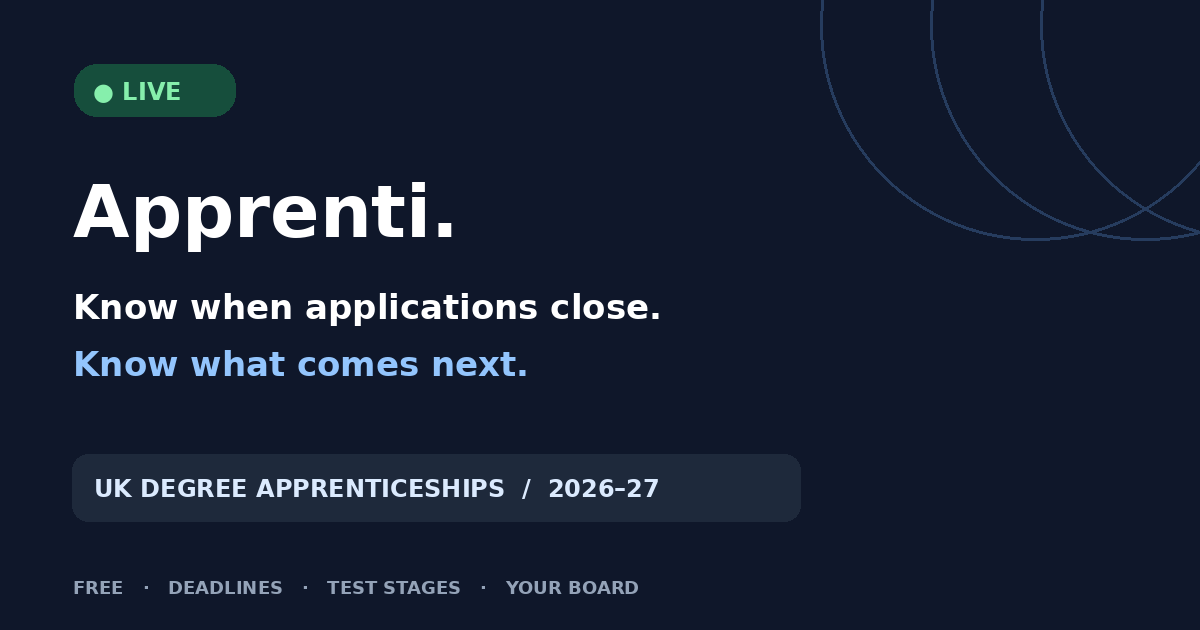 ● LIVE
Apprenti.
Know when applications close.
Know what comes next.
UK DEGREE APPRENTICESHIPS / 2026–27
FREE · DEADLINES · TEST STAGES · YOUR BOARD